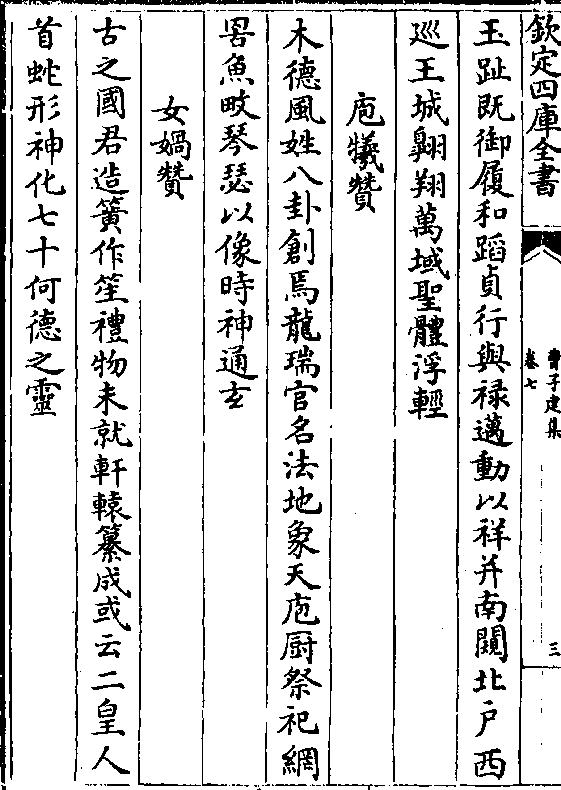 欽定四庫全書
曹子建集
卷七
三
玉趾既御履和蹈貞行與禄邁動以祥并南闚北户西
巡王城翱翔萬域聖體浮輕
庖犧贊
木德風姓八卦創焉龍瑞官名法地象天庖厨祭祀網
罟魚畋琴瑟以像時神通玄
女媧贊
古之國君造簧作笙禮物未就軒轅纂成或云二皇人
首蛇形神化七十何德之靈